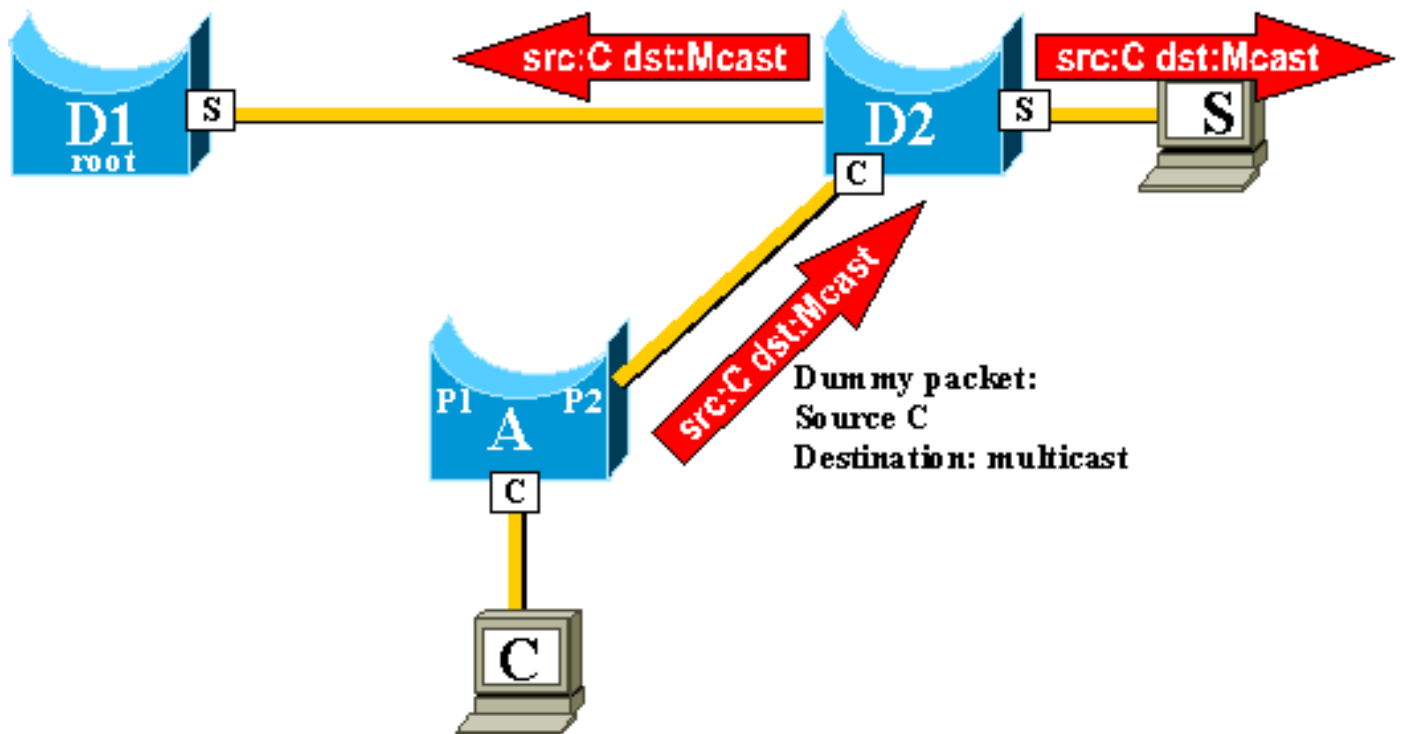 src:C dst:Mcast
src:C dst:Mcast
D1
root
S
D2
S
S
C
src:C dst:Mcast
P1
P2
A
Dummy packet:
Source C
Destination: multicast
C
C